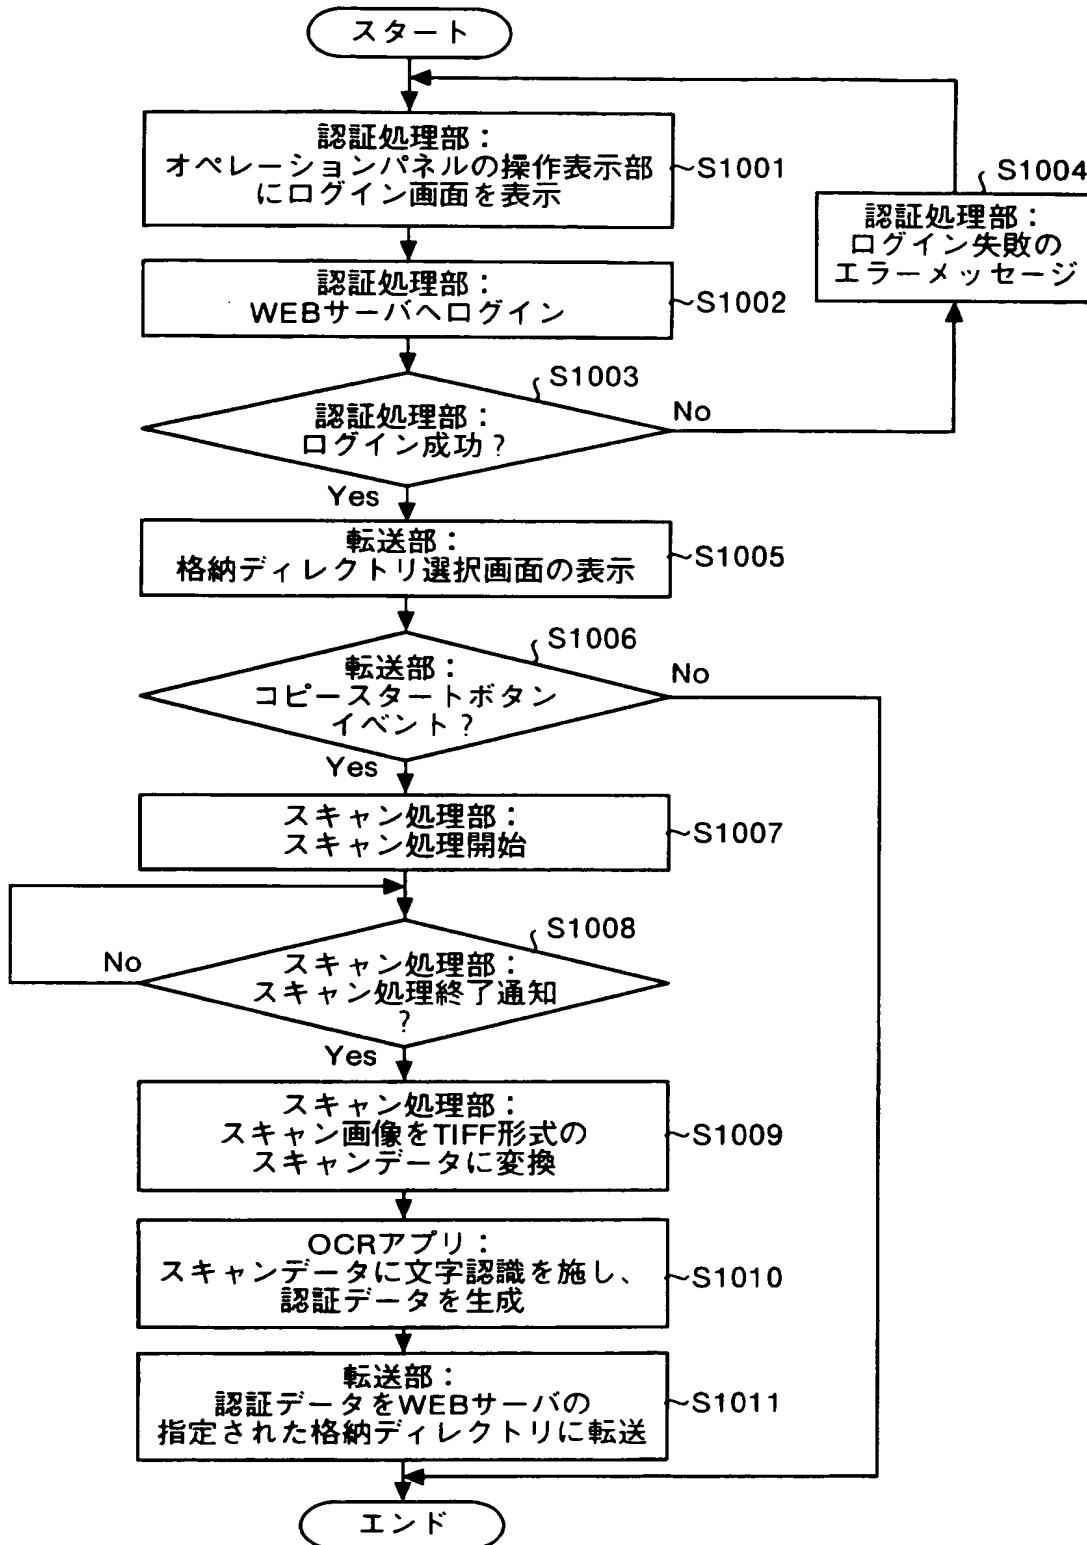 スタート
認証処理部：
オペレーションパネルの操作表示部
にログイン画面を表示
S1001
S1004
認証処理部：
ログイン失敗の
エラーメッセージ
認証処理部：
WEBサーバへログイン
S1002
S1003
認証処理部：
ログイン成功？
No
Yes
転送部：
格納ディレクトリ選択画面の表示
S1005
S1006
転送部：
コピースタートボタン
イベント？
No
Yes
スキャン処理部：
スキャン処理開始
S1007
S1008
スキャン処理部：
スキャン処理終了通知
？
No
Yes
スキャン処理部：
スキャン画像をTIFF形式の
スキャンデータに変換
S1009
OCRアプリ：
スキャンデータに文字認識を施し、
認証データを生成
S1010
転送部：
認証データをWEBサーバの
指定された格納ディレクトリに転送
S1011
エンド